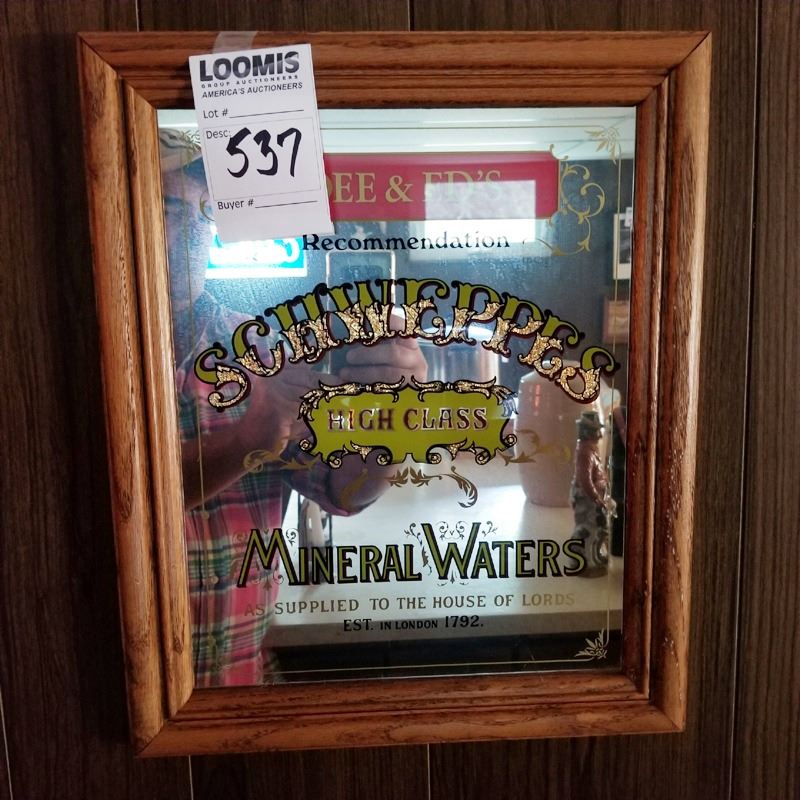 LOOMIS
GROUP AUCTIONEERS
AMERICA'S AUCTIONEERS
Lot #
Desc:
537
Buyer #
DEE & ED'S
Recommendation
SCHWEPPES
HIGH CLASS
MINERAL WATERS
AS SUPPLIED TO THE HOUSE OF LORDS
EST. IN LONDON 1792.